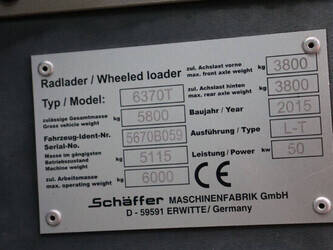 Radlader / Wheeled loader
Typ / Model: 6370T
zulässige Gesamtmasse
Gross vehicle weight kg 5800
Fahrzeug-Ident-Nr.
Serial-No. 5670B059
Masse im gängigsten
Betriebszustand
Machine weight kg 5115
zul. Arbeitsmasse
max. operating weight kg 6000
zul. Achslast vorne
max. front axle weight kg 3800
zul. Achslast hinten
max. rear axle weight kg 3800
Baujahr / Year 2015
Ausführung / Type L-T
Leistung / Power kw 50
CE
Schäffer MASCHINENFABRIK GmbH
D - 59591 ERWITTE / Germany